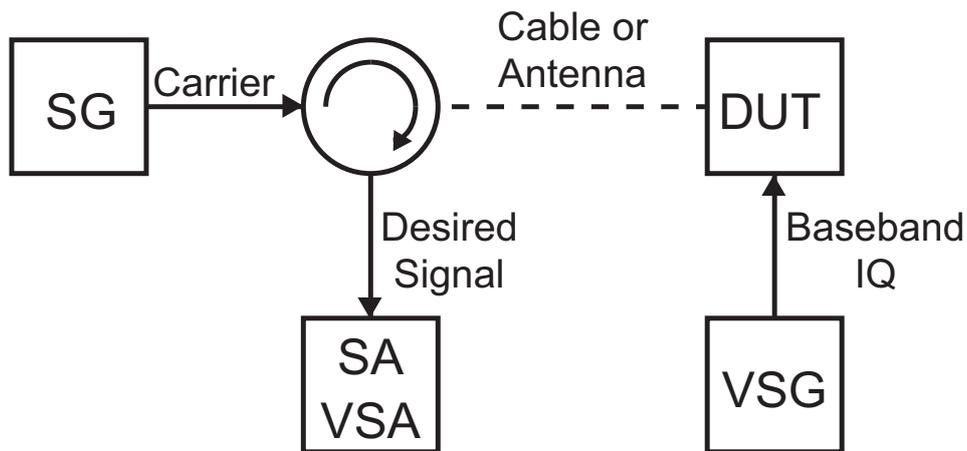 Cable or
Antenna
SG
Carrier
DUT
Desired
Signal
Baseband
IQ
SA
VSA
VSG